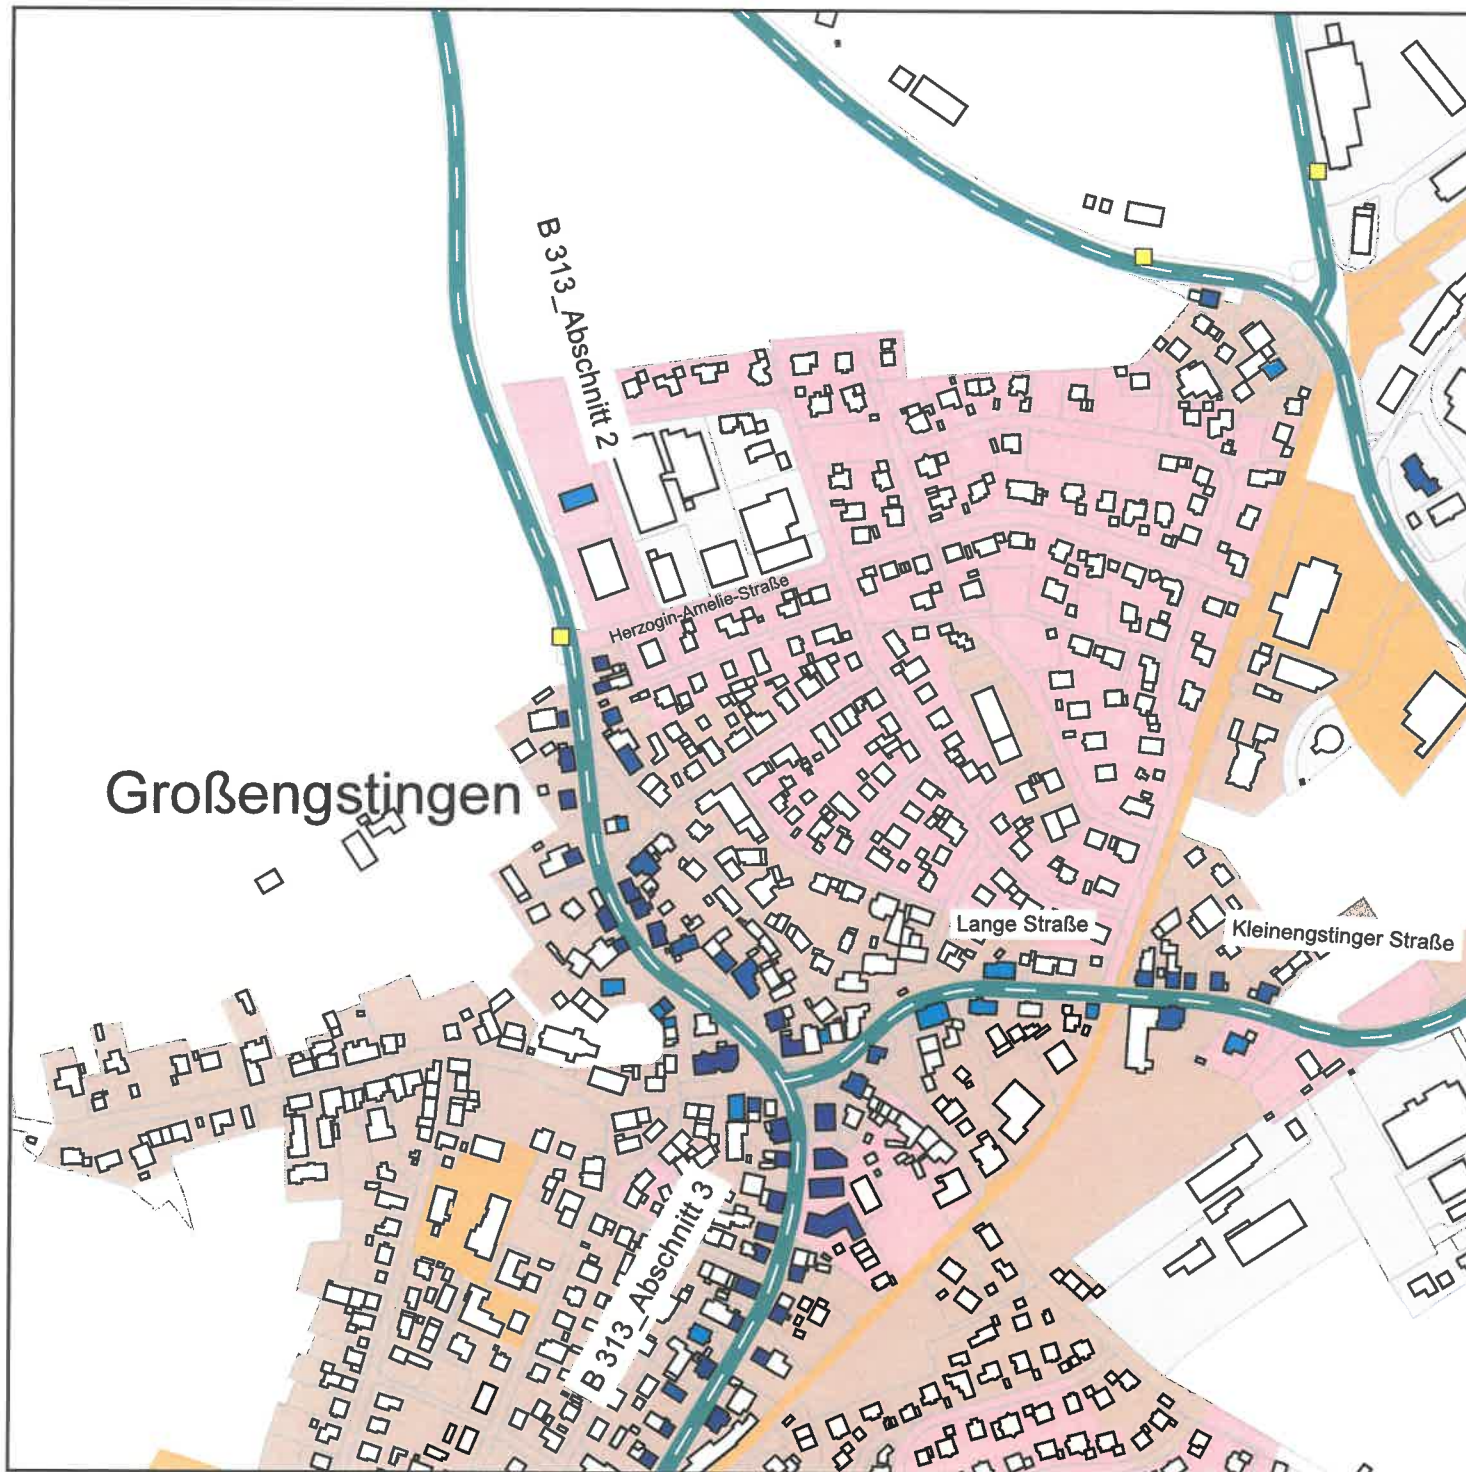 B 313_Abschnitt 2
Herzogin-Amelie-Straße
Großengstingen
Lange Straße
Kleinengstinger Straße
B 313_Abschnitt 3